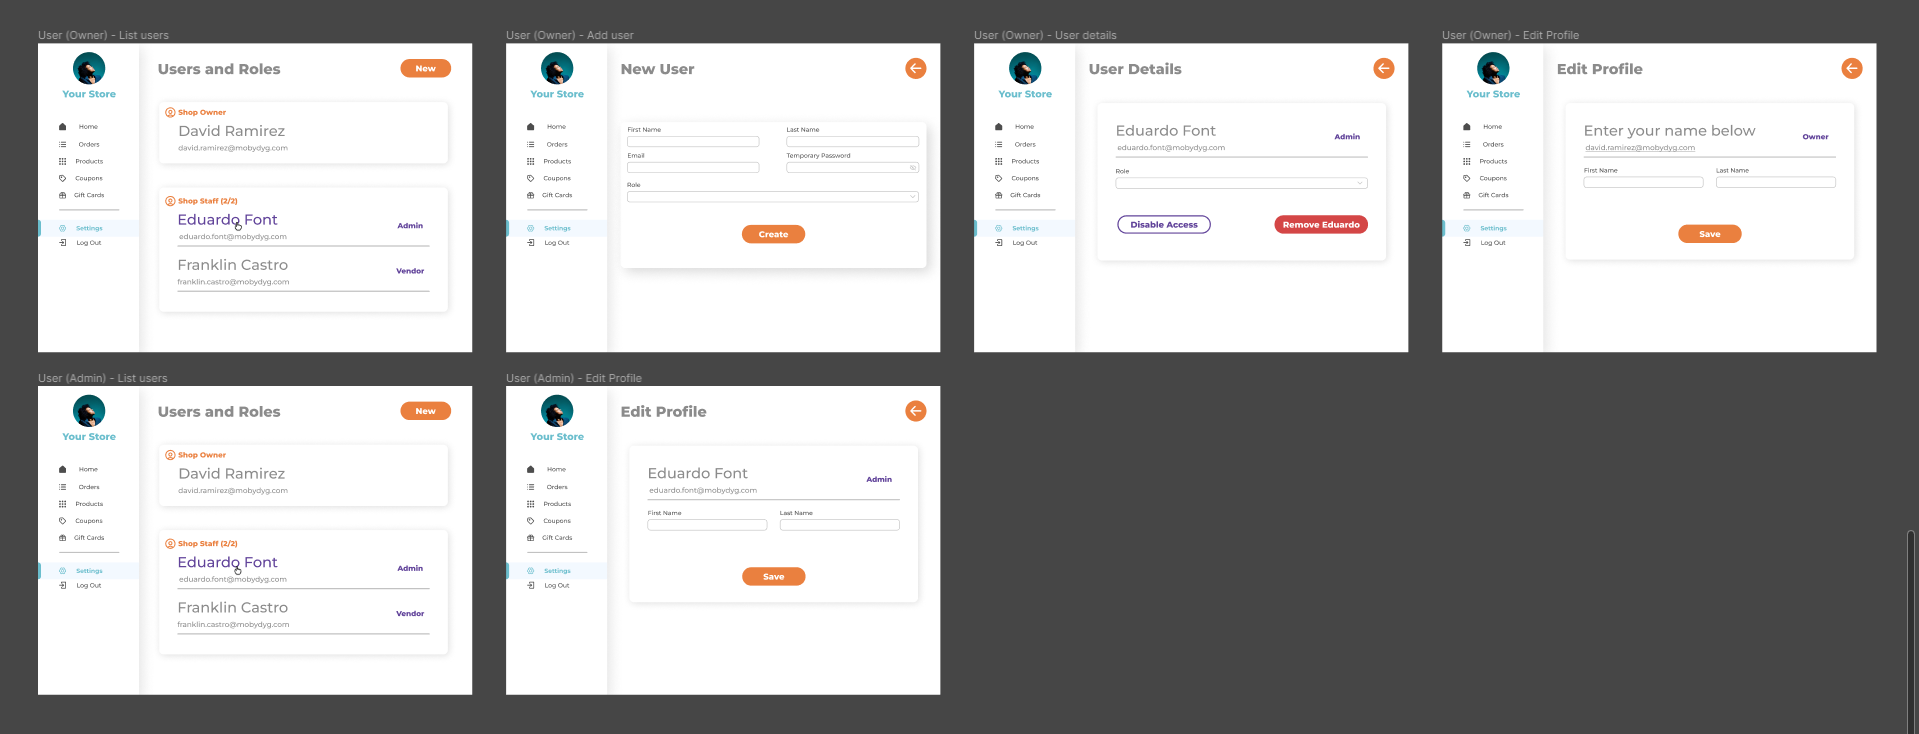 User (Owner) - List users
Your Store
Home
Orders
Products
Coupons
Gift Cards
Settings
Log Out
Users and Roles
New
Shop Owner
David Ramirez
david.ramirez@mobydyg.com
Shop Staff (2/2)
Eduardo Font
Admin
eduardo.font@mobydyg.com
Franklin Castro
Vendor
franklin.castro@mobydyg.com
User (Owner) - Add user
Your Store
Home
Orders
Products
Coupons
Gift Cards
Settings
Log Out
New User
First Name
Last Name
Email
Temporary Password
Role
Create
User (Owner) - User details
Your Store
Home
Orders
Products
Coupons
Gift Cards
Settings
Log Out
User Details
Eduardo Font
Admin
eduardo.font@mobydyg.com
Role
Disable Access
Remove Eduardo
User (Owner) - Edit Profile
Your Store
Home
Orders
Products
Coupons
Gift Cards
Settings
Log Out
Edit Profile
Enter your name below
Owner
david.ramirez@mobydyg.com
First Name
Last Name
Save
User (Admin) - List users
Your Store
Home
Orders
Products
Coupons
Gift Cards
Settings
Log Out
Users and Roles
New
Shop Owner
David Ramirez
david.ramirez@mobydyg.com
Shop Staff (2/2)
Eduardo Font
Admin
eduardo.font@mobydyg.com
Franklin Castro
Vendor
franklin.castro@mobydyg.com
User (Admin) - Edit Profile
Your Store
Home
Orders
Products
Coupons
Gift Cards
Settings
Log Out
Edit Profile
Eduardo Font
Admin
eduardo.font@mobydyg.com
First Name
Last Name
Save